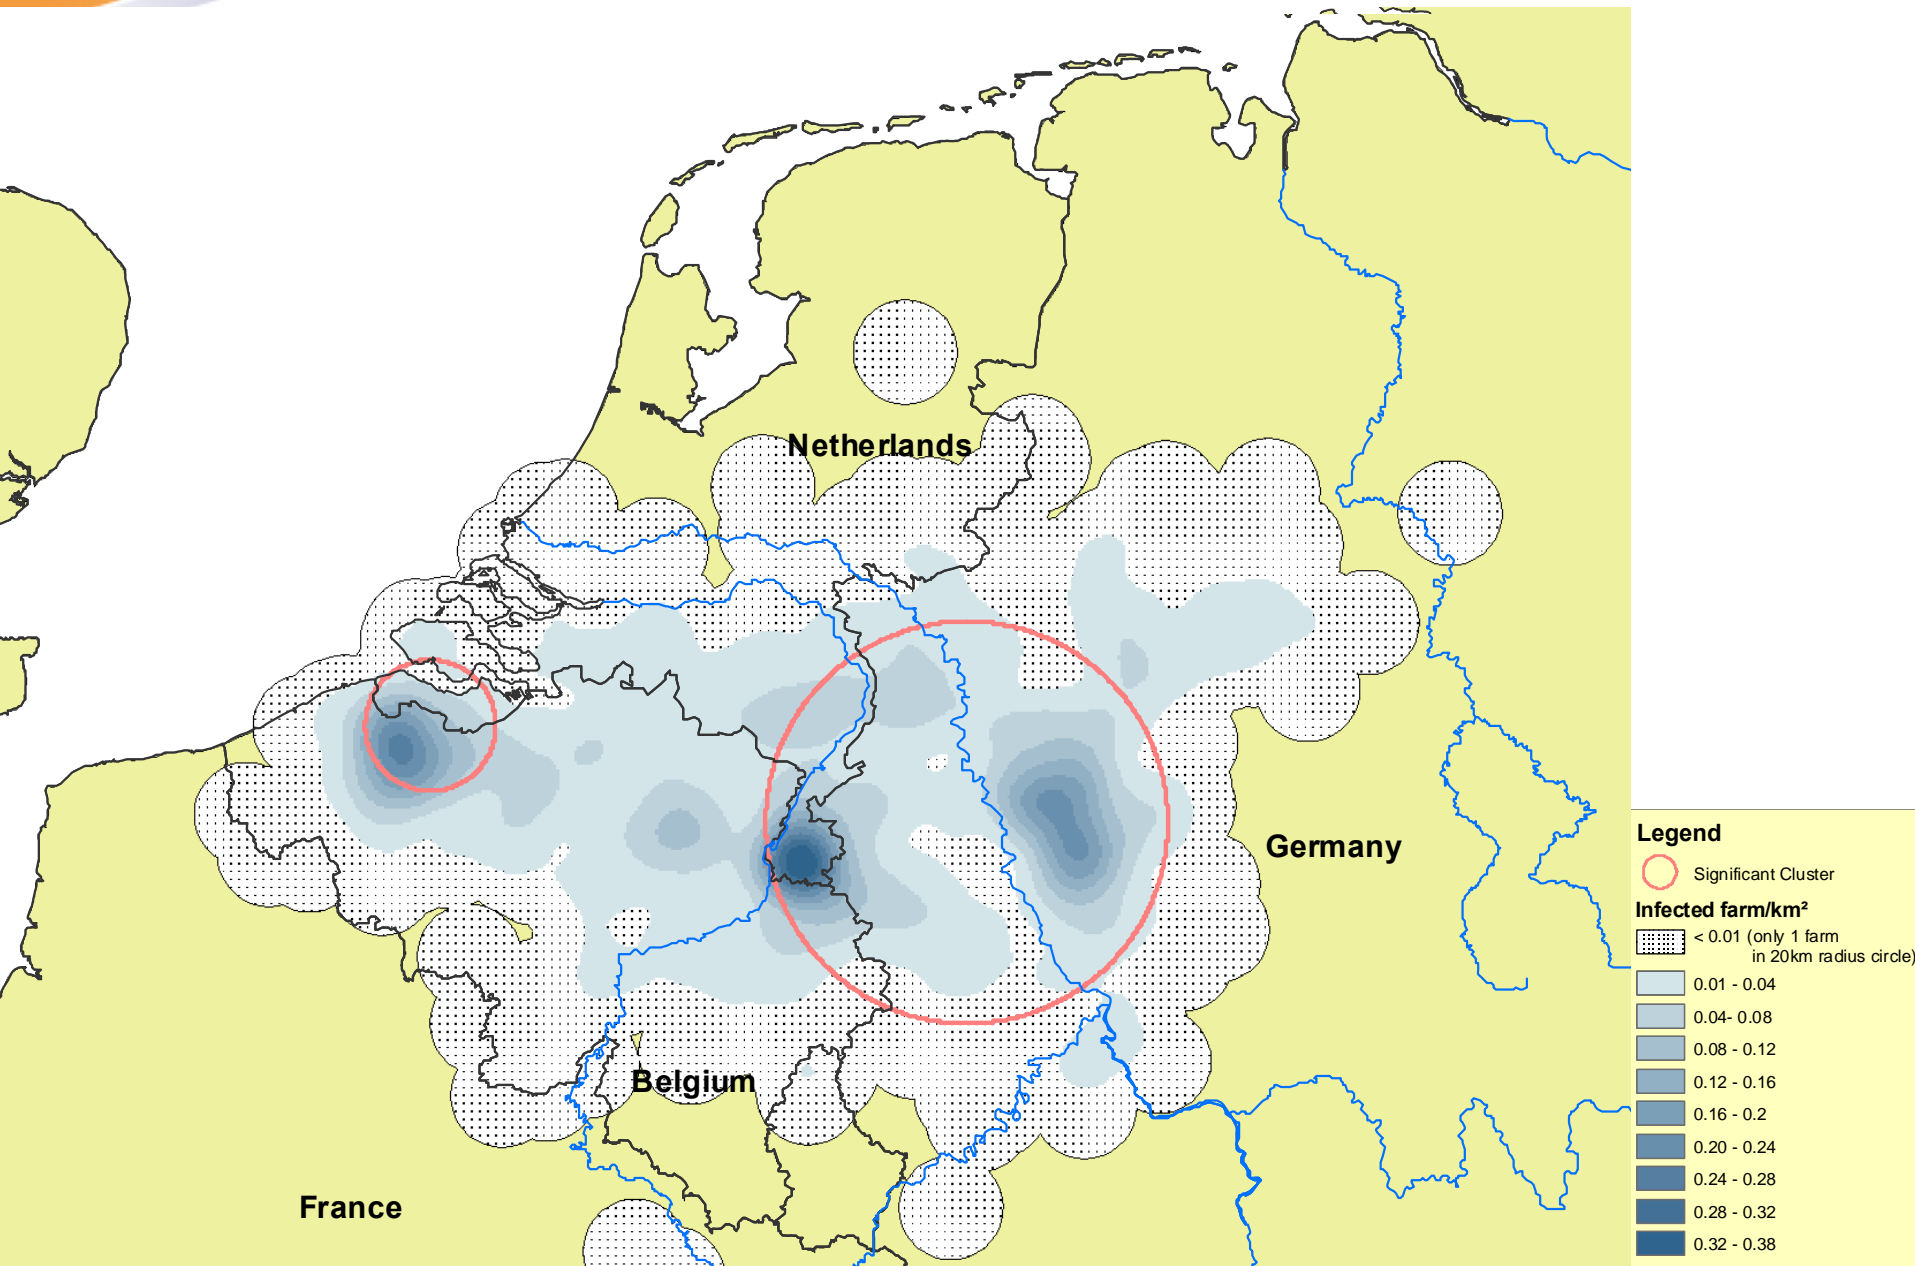 Netherlands
Germany
Belgium
France
Legend
Significant Cluster
Infected farm/km²
< 0.01 (only 1 farm
in 20km radius circle)
0.01 - 0.04
0.04- 0.08
0.08 - 0.12
0.12 - 0.16
0.16 - 0.2
0.20 - 0.24
0.24 - 0.28
0.28 - 0.32
0.32 - 0.38